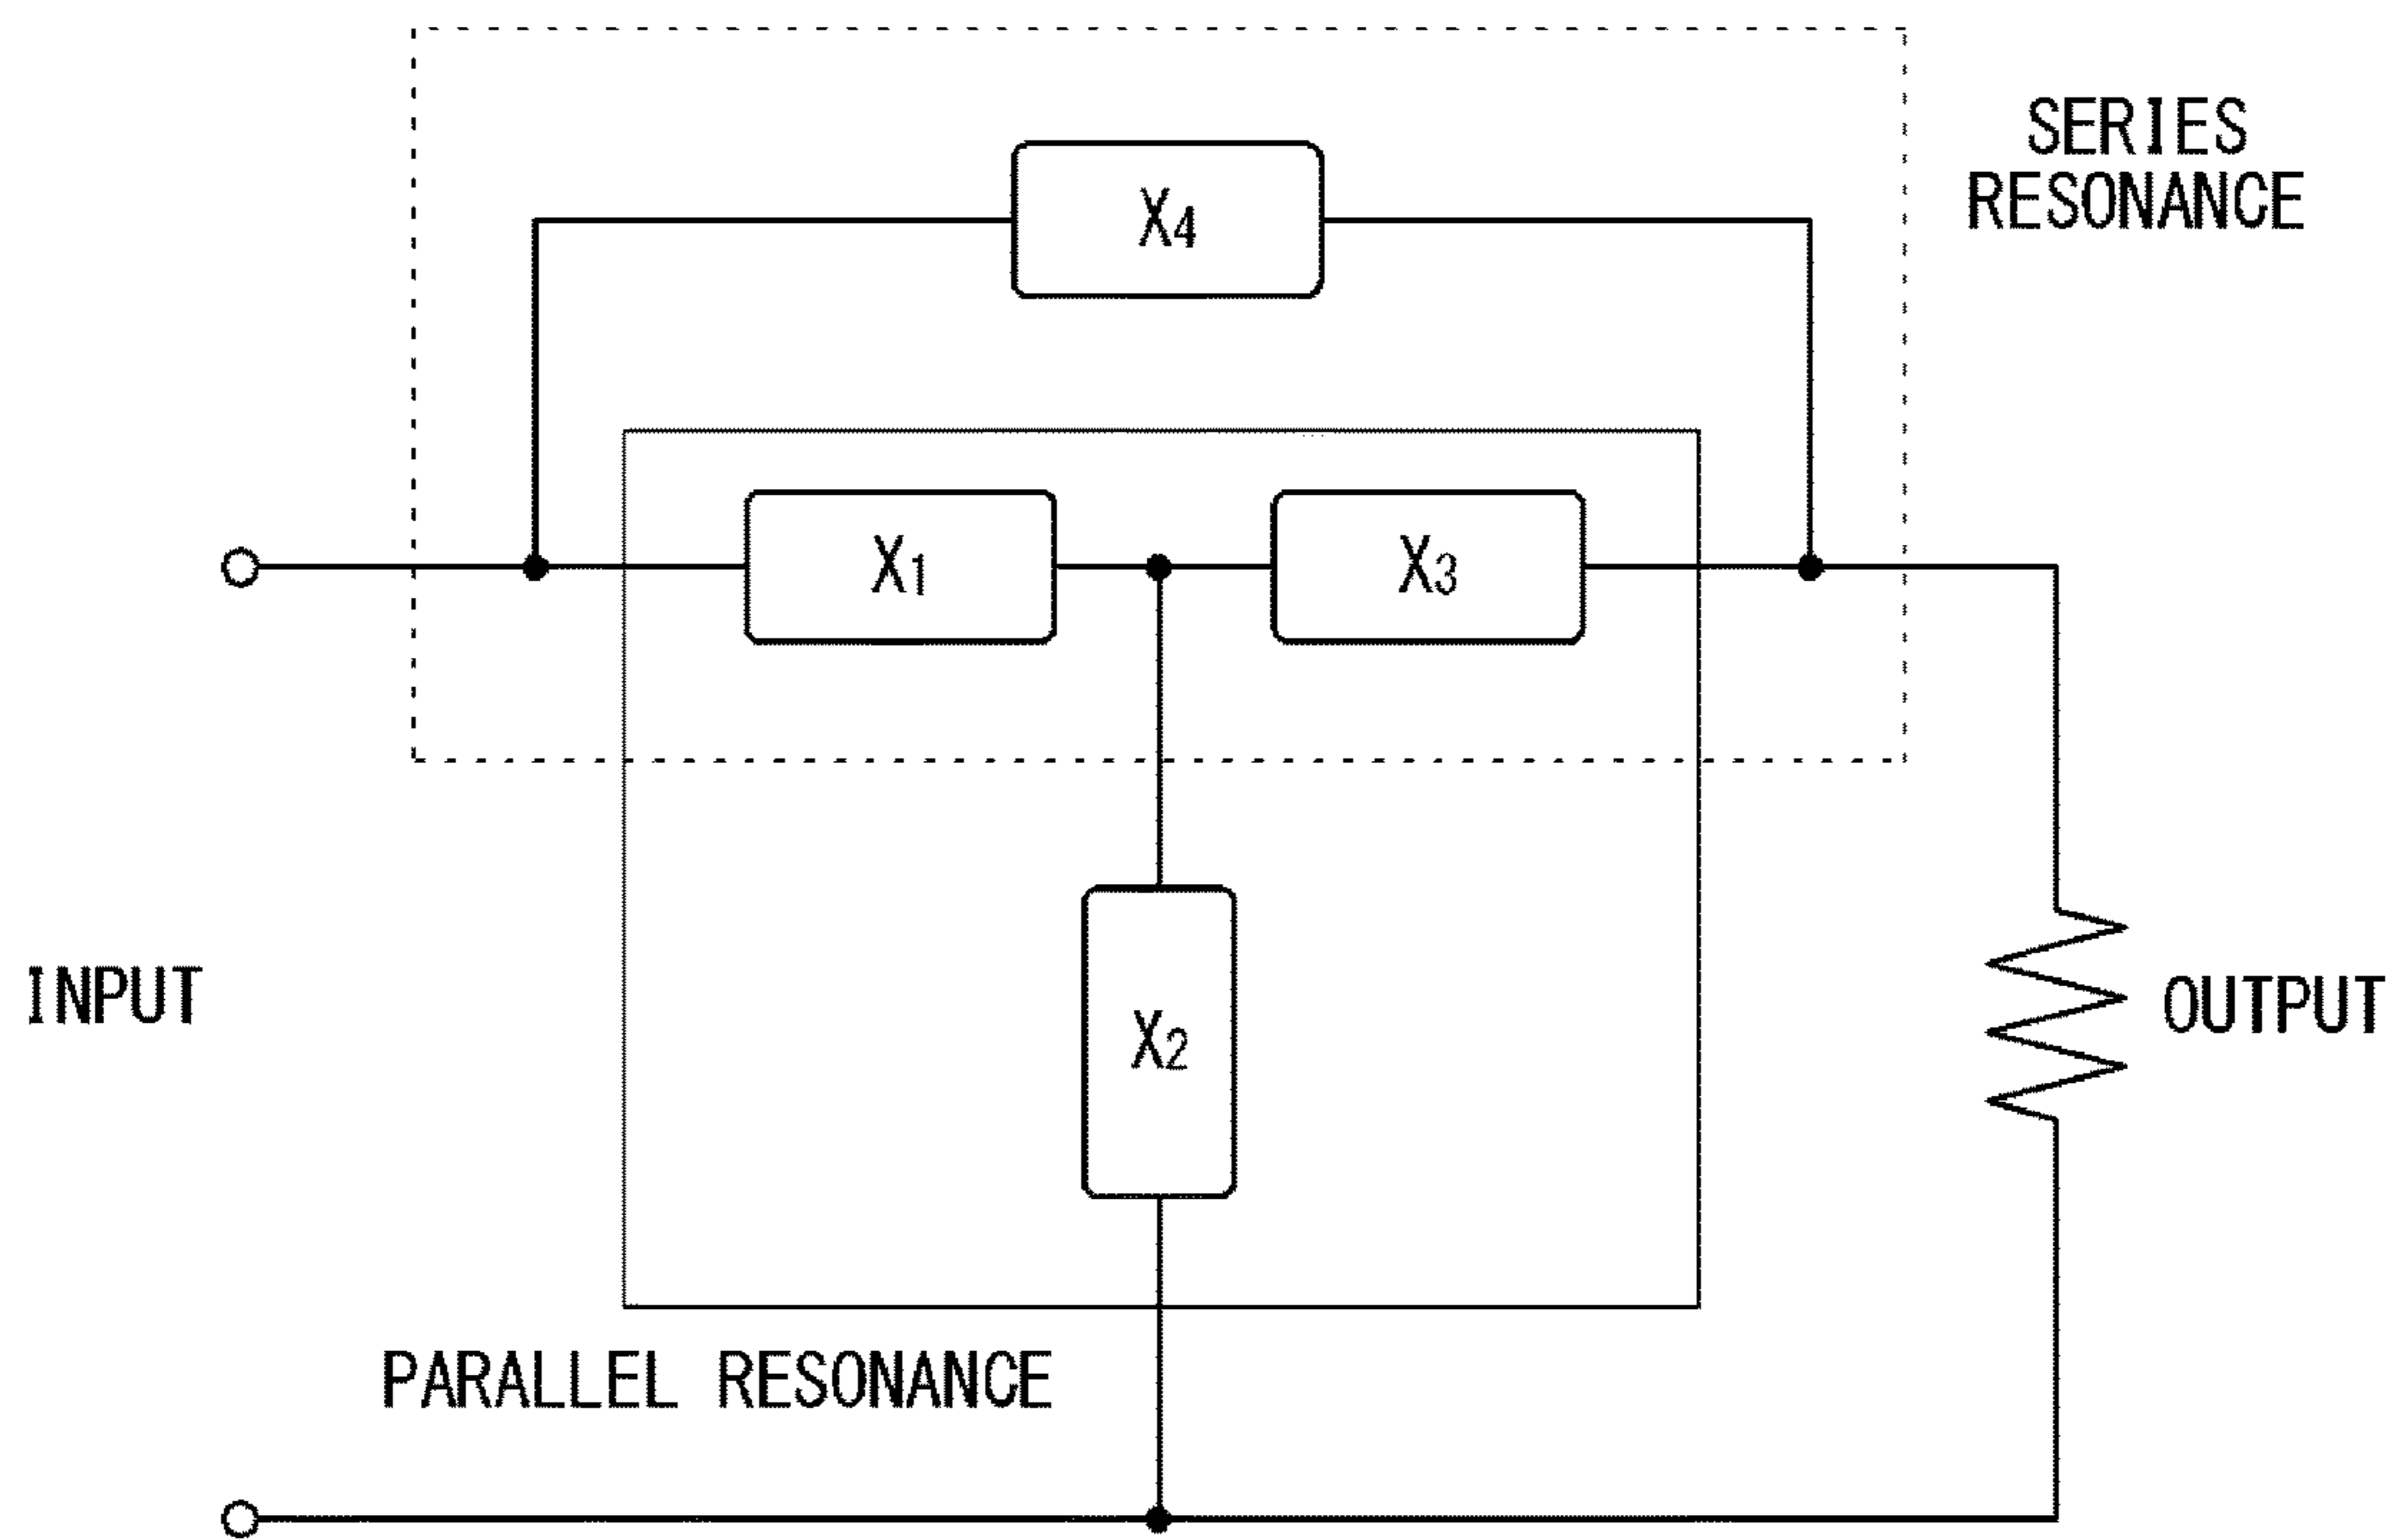 SERIES
RESONANCE
X4
X1
X3
X2
INPUT
OUTPUT
PARALLEL RESONANCE